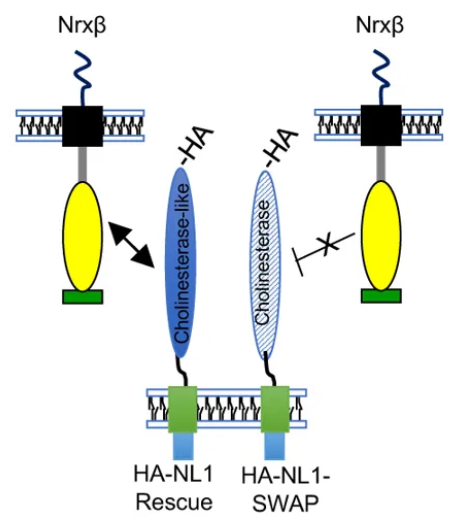 Nrxβ
Nrxβ
-HA
-HA
Cholinesterase-like
Cholinesterase
X
HA-NL1
Rescue
HA-NL1-
SWAP